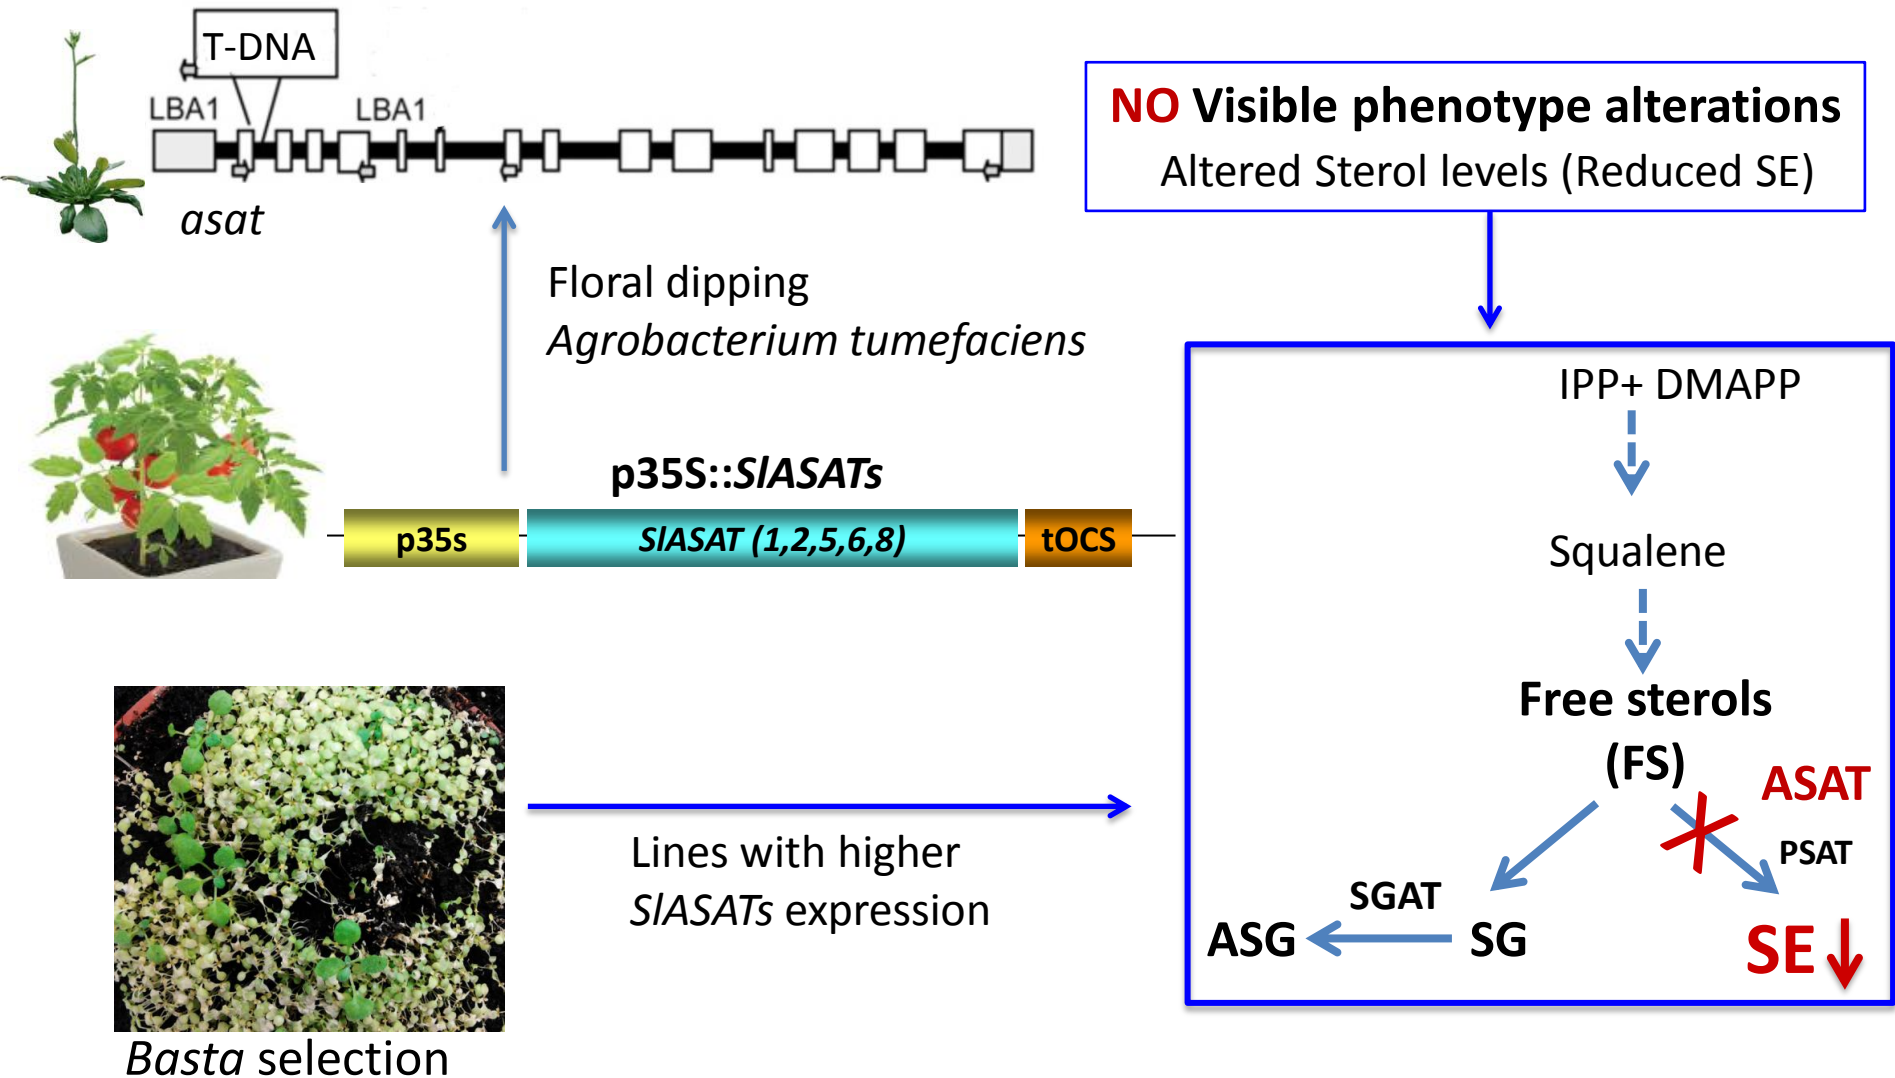 T-DNA
LBA1
LBA1
asat
NO Visible phenotype alterations
Altered Sterol levels (Reduced SE)
Floral dipping
Agrobacterium tumefaciens
p35S::SlASATs
p35s
SlASAT (1,2,5,6,8)
tOCS
Basta selection
Lines with higher
SlASATs expression
IPP+ DMAPP
Squalene
Free sterols
(FS)
ASAT
PSAT
SGAT
ASG
SG
SE